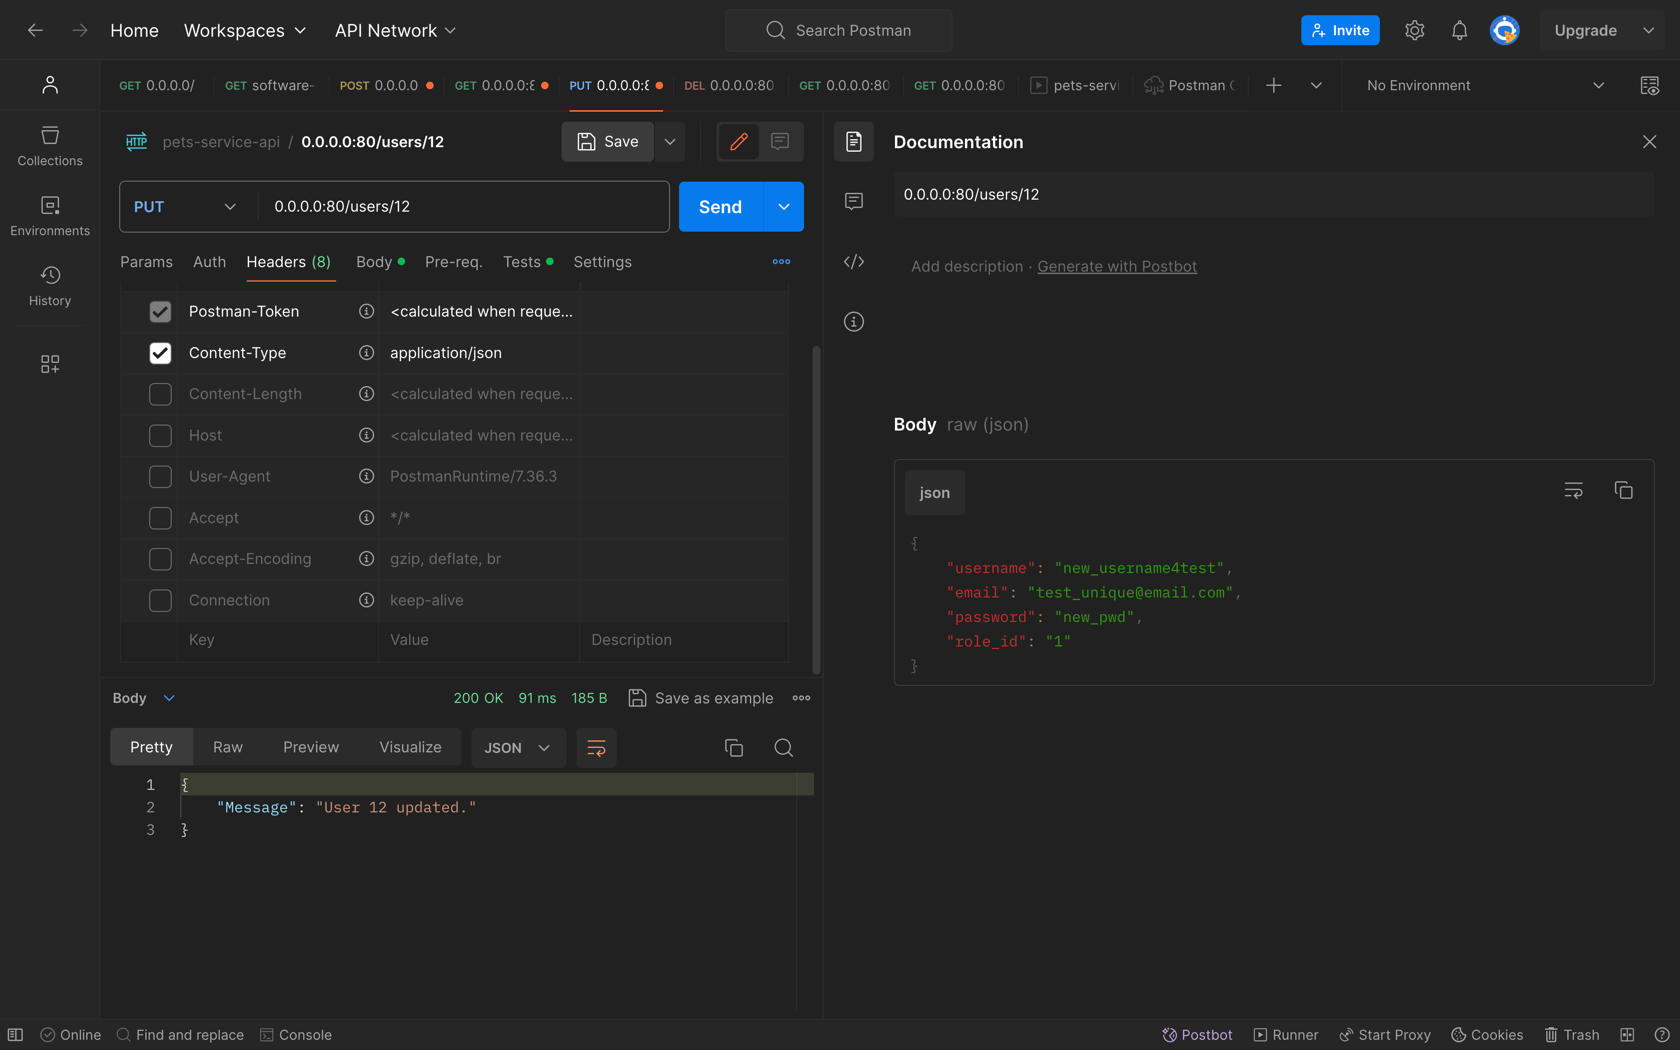 Home Workspaces API Network Search Postman Invite Upgrade
GET 0.0.0.0/ GET software- POST 0.0.0.0 GET 0.0.0.0:8 PUT 0.0.0.0:8 DEL 0.0.0.0:80 GET 0.0.0.0:80 GET 0.0.0.0:80 pets-servi Postman No Environment
Collections
Environments
History
HTTP pets-service-api / 0.0.0.0:80/users/12 Save
PUT 0.0.0.0:80/users/12 Send
Params Auth Headers (8) Body Pre-req. Tests Settings
Postman-Token <calculated when reque...
Content-Type application/json
Content-Length <calculated when reque...
Host <calculated when reque...
User-Agent PostmanRuntime/7.36.3
Accept */*
Accept-Encoding gzip, deflate, br
Connection keep-alive
Key Value Description
Body 200 OK 91 ms 185 B Save as example
Pretty Raw Preview Visualize JSON
1 {
2 "Message": "User 12 updated."
3 }
Documentation
0.0.0.0:80/users/12
Add description · Generate with Postbot
Body raw (json)
json
{
"username": "new_username4test",
"email": "test_unique@email.com",
"password": "new_pwd",
"role_id": "1"
}
Online Find and replace Console Postbot Runner Start Proxy Cookies Trash